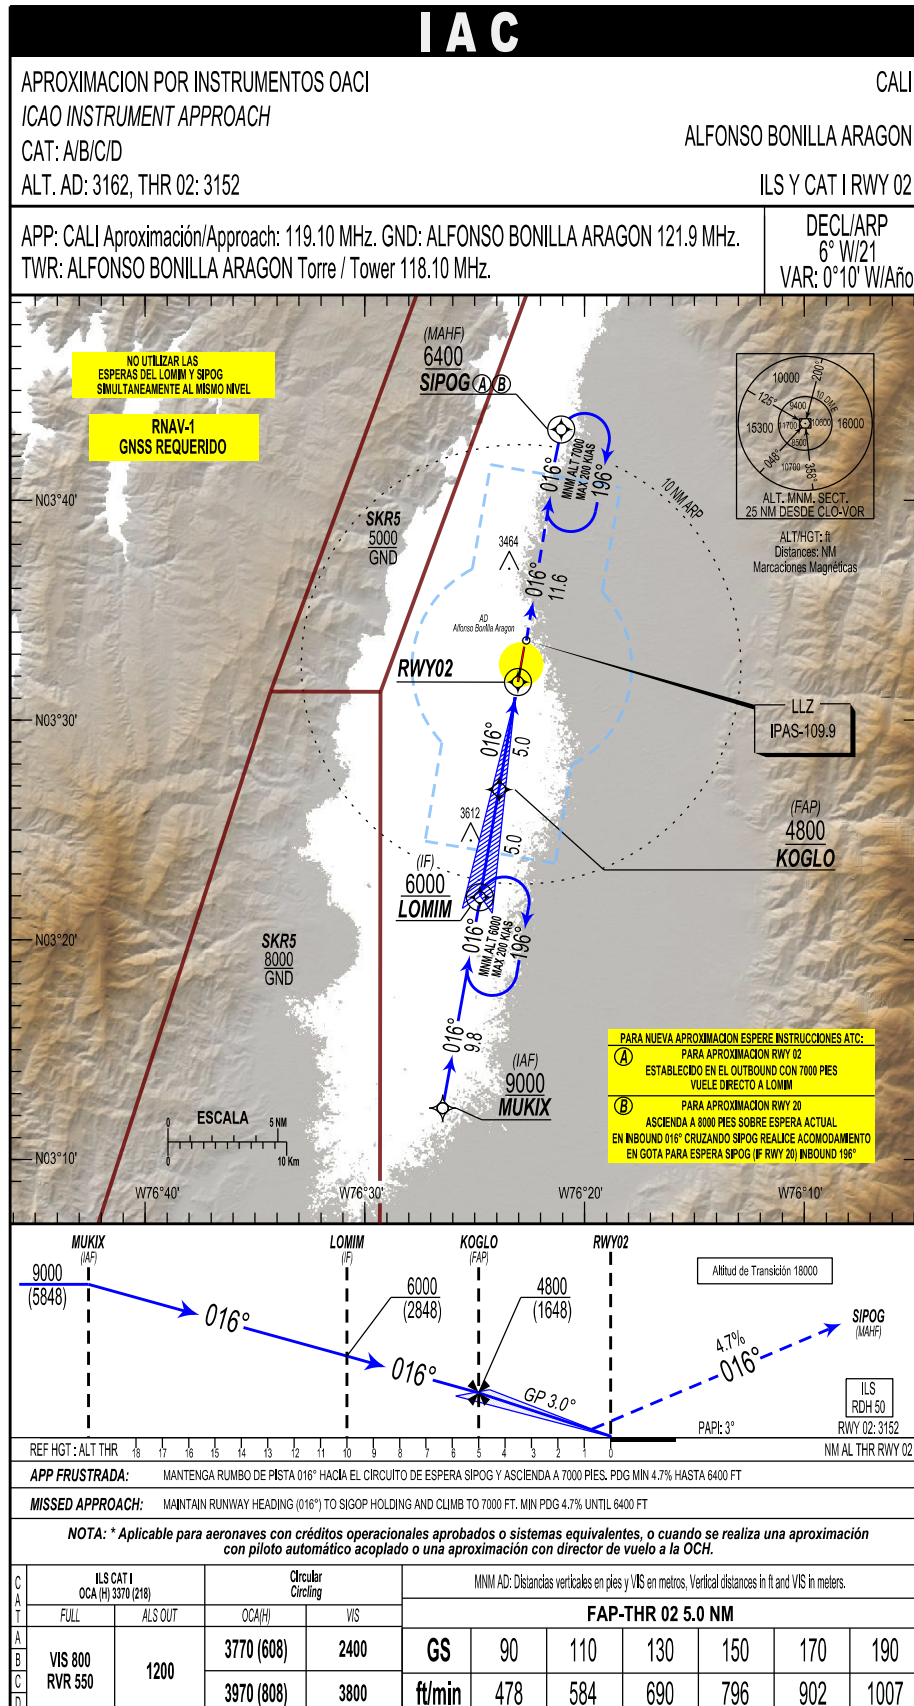 IAC
APROXIMACION POR INSTRUMENTOS OACI
ICAO INSTRUMENT APPROACH
CAT: A/B/C/D
ALT. AD: 3162, THR 02: 3152
CALI
ALFONSO BONILLA ARAGON
ILS Y CAT I RWY 02
APP: CALI Aproximación/Approach: 119.10 MHz. GND: ALFONSO BONILLA ARAGON 121.9 MHz.
TWR: ALFONSO BONILLA ARAGON Torre / Tower 118.10 MHz.
DECL/ARP
6° W/21
VAR: 0°10' W/Año
NO UTILIZAR LAS
ESPERAS DEL LOMIM Y SIPOG
SIMULTANEAMENTE AL MISMO NIVEL
RNAV-1
GNSS REQUERIDO
(MAHF)
6400
SIPOG A B
016°
MNM ALT 7000
MAX 200 KIAS
196°
10000
200°
10 DME
125°
9400
15300
11700
10600
16000
8500
048°
10700
358°
ALT. MNM. SECT.
25 NM DESDE CLO-VOR
ALT/HGT: ft
Distances: NM
Marcaciones Magnéticas
10 NM ARP
N03°40'
SKR5
5000
GND
3464
016°
11.6
AD
Alfonso Bonilla Aragon
RWY02
LLZ
IPAS-109.9
N03°30'
016°
5.0
(FAP)
4800
KOGLO
3612
5.0
(IF)
6000
LOMIM
016°
MNM ALT 6000
MAX 200 KIAS
196°
N03°20'
SKR5
8000
GND
016°
9.8
(IAF)
9000
MUKIX
PARA NUEVA APROXIMACION ESPERE INSTRUCCIONES ATC:
A PARA APROXIMACION RWY 02
ESTABLECIDO EN EL OUTBOUND CON 7000 PIES
VUELE DIRECTO A LOMIM
B PARA APROXIMACION RWY 20
ASCIENDA A 8000 PIES SOBRE ESPERA ACTUAL
EN INBOUND 016° CRUZANDO SIPOG REALICE ACOMODAMIENTO
EN GOTA PARA ESPERA SIPOG (IF RWY 20) INBOUND 196°
ESCALA
0 5 NM
0 10 Km
N03°10'
W76°40' W76°30' W76°20' W76°10'
MUKIX
(IAF)
LOMIM
(IF)
KOGLO
(FAP)
RWY02
9000
(5848)
016°
6000
(2848)
016°
4800
(1648)
GP 3.0°
Altitud de Transición 18000
4.7%
016°
SIPOG
(MAHF)
ILS
RDH 50
PAPI: 3°
RWY 02: 3152
REF HGT : ALT THR 18 17 16 15 14 13 12 11 10 9 8 7 6 5 4 3 2 1 0 NM AL THR RWY 02
APP FRUSTRADA: MANTENGA RUMBO DE PISTA 016° HACIA EL CIRCUITO DE ESPERA SIPOG Y ASCIENDA A 7000 PIES. PDG MÍN 4.7% HASTA 6400 FT
MISSED APPROACH: MAINTAIN RUNWAY HEADING (016°) TO SIGOP HOLDING AND CLIMB TO 7000 FT. MIN PDG 4.7% UNTIL 6400 FT
NOTA: * Aplicable para aeronaves con créditos operacionales aprobados o sistemas equivalentes, o cuando se realiza una aproximación
con piloto automático acoplado o una aproximación con director de vuelo a la OCH.
CAT
ILS CAT I
OCA (H) 3370 (218)
Circular
Circling
MNM AD: Distancias verticales en pies y VIS en metros, Vertical distances in ft and VIS in meters.
FULL ALS OUT OCA(H) VIS
FAP-THR 02 5.0 NM
A
B
C
D
VIS 800
RVR 550
1200
3770 (608) 2400
3970 (808) 3800
GS 90 110 130 150 170 190
ft/min 478 584 690 796 902 1007